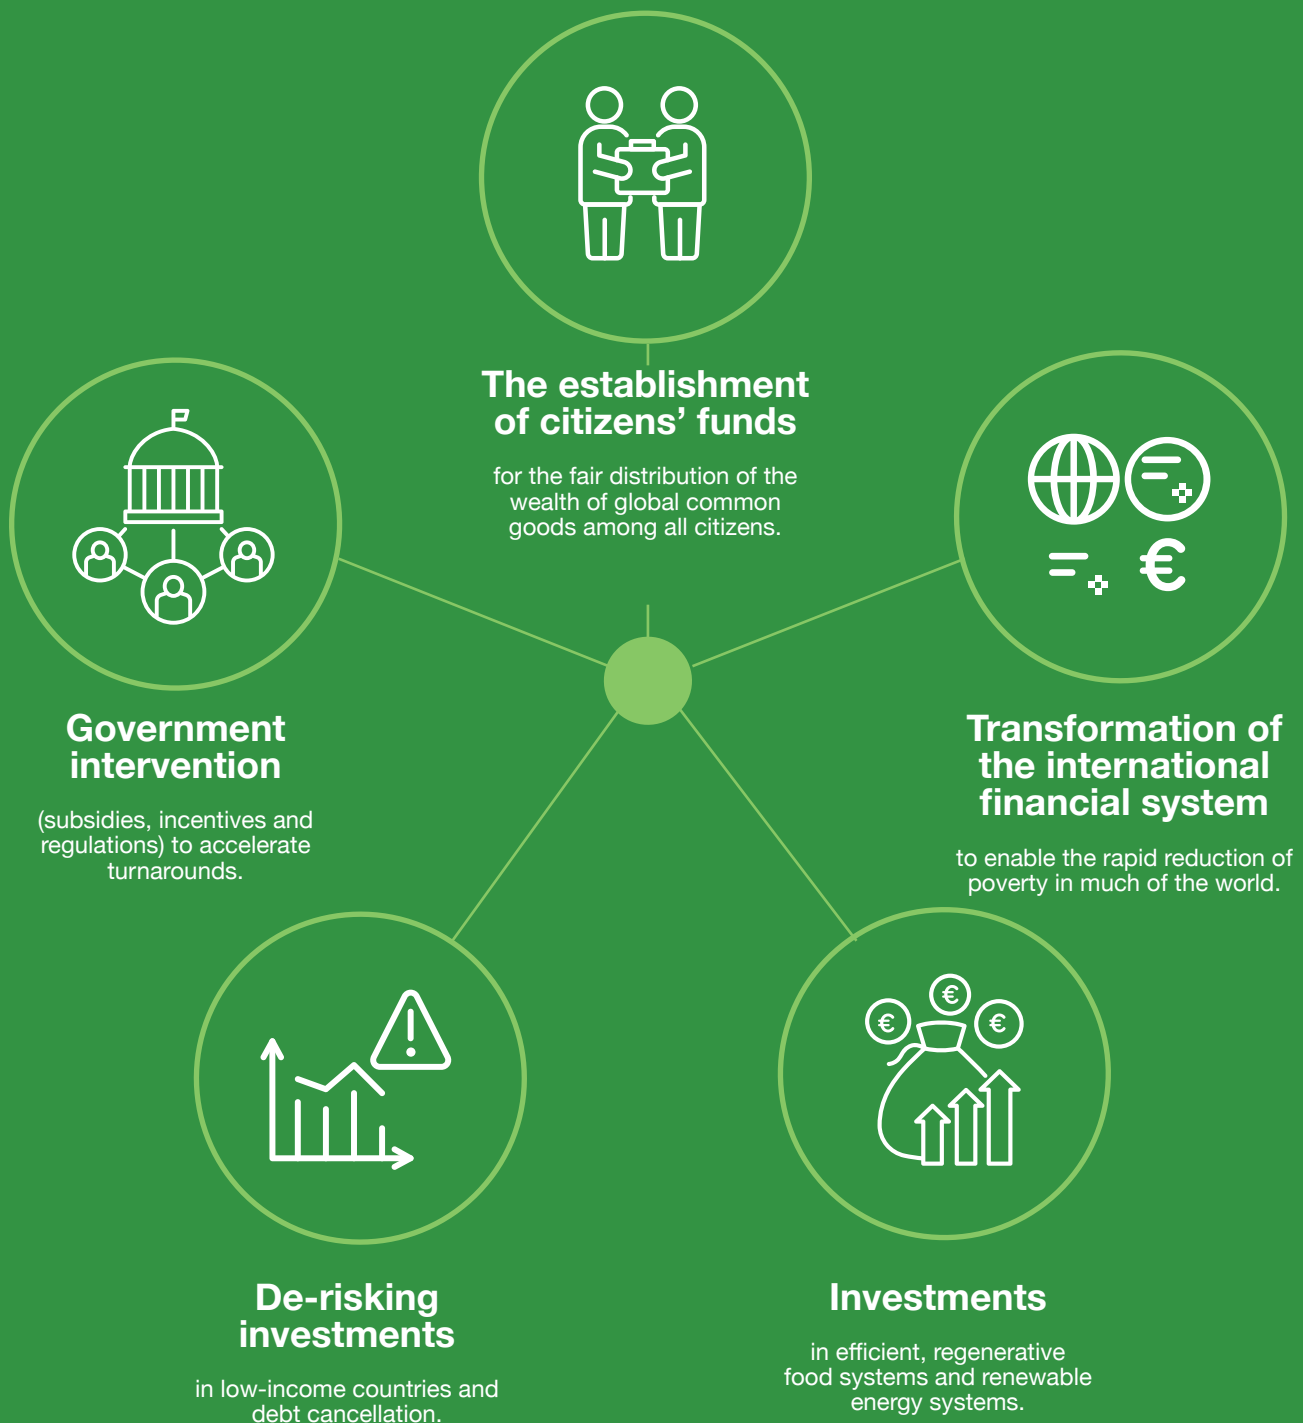 The establishment
of citizens’ funds
for the fair distribution of the
wealth of global common
goods among all citizens.
Government
intervention
(subsidies, incentives and
regulations) to accelerate
turnarounds.
€
Transformation of
the international
financial system
to enable the rapid reduction of
poverty in much of the world.
De-risking
investments
in low-income countries and
debt cancellation.
€
€
€
Investments
in efficient, regenerative
food systems and renewable
energy systems.